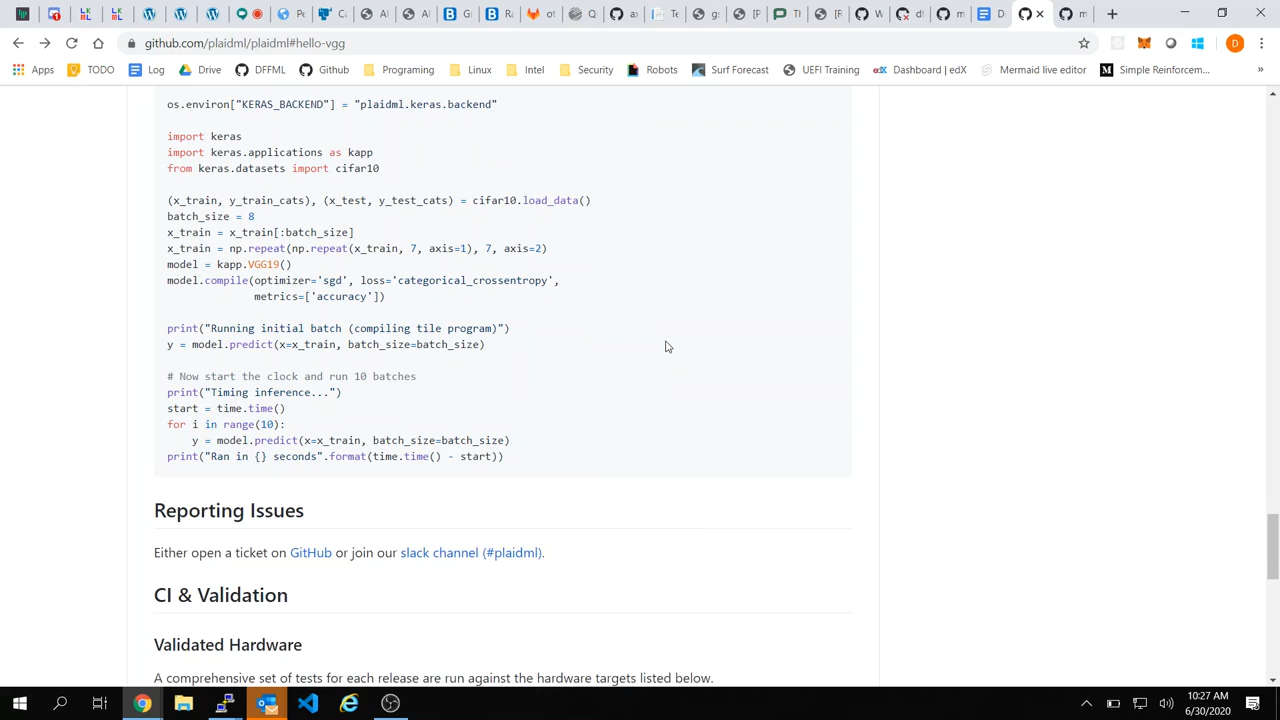 github.com/plaidml/plaidml#hello-vgg
Apps TODO Log Drive DFFML Github Programing Linux Intel Security Robots Surf Forecast UEFI Training Dashboard | edX Mermaid live editor Simple Reinforcem...
os.environ["KERAS_BACKEND"] = "plaidml.keras.backend"
import keras
import keras.applications as kapp
from keras.datasets import cifar10
(x_train, y_train_cats), (x_test, y_test_cats) = cifar10.load_data()
batch_size = 8
x_train = x_train[:batch_size]
x_train = np.repeat(np.repeat(x_train, 7, axis=1), 7, axis=2)
model = kapp.VGG19()
model.compile(optimizer='sgd', loss='categorical_crossentropy',
metrics=['accuracy'])
print("Running initial batch (compiling tile program)")
y = model.predict(x=x_train, batch_size=batch_size)
# Now start the clock and run 10 batches
print("Timing inference...")
start = time.time()
for i in range(10):
y = model.predict(x=x_train, batch_size=batch_size)
print("Ran in {} seconds".format(time.time() - start))
Reporting Issues
Either open a ticket on GitHub or join our slack channel (#plaidml).
CI & Validation
Validated Hardware
A comprehensive set of tests for each release are run against the hardware targets listed below.
10:27 AM
6/30/2020